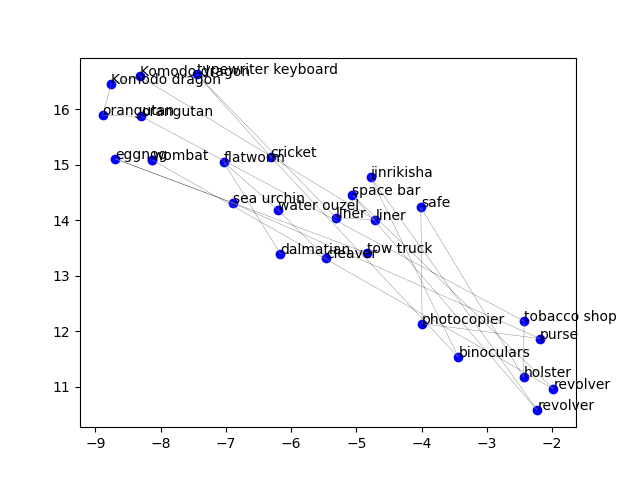 typewriter keyboard
Komodo dragon
Komodo dragon
16
orangutan
orangutan
cricket
eggnog
wombat
flatworm
15
jinrikisha
space bar
sea urchin
safe
water ouzel
liner
liner
14
dalmatian
cleaver
tow truck
13
photocopier
tobacco shop
12
purse
binoculars
holster
11
revolver
revolver
−9
−8
−7
−6
−5
−4
−3
−2